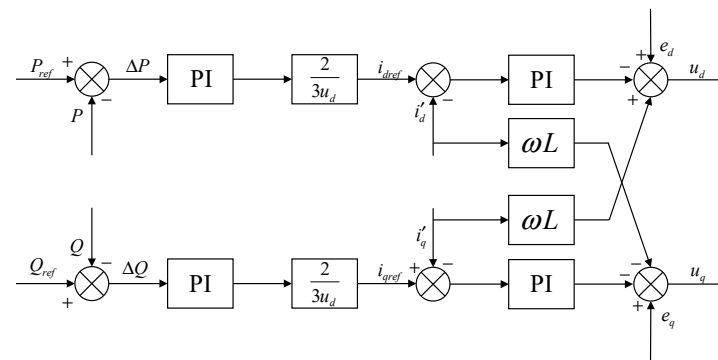 P_ref + − P ΔP PI 2/3u_d i_dref − i′_d PI − + e_d + u_d
ωL
ωL
Q_ref + Q − ΔQ PI 2/3u_d i_qref + i′_q − PI − − + e_q u_q